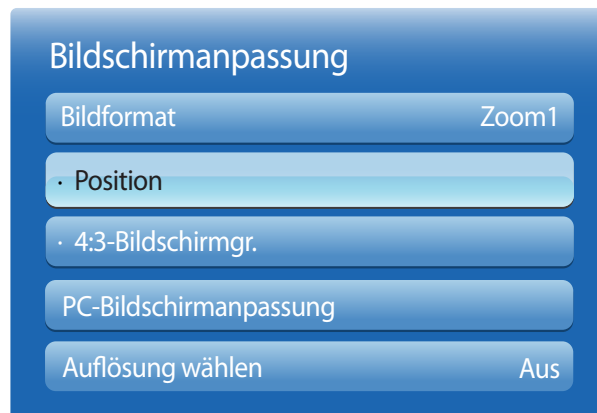 Bildschirmanpassung
Bildformat Zoom1
· Position
· 4:3-Bildschirmgr.
PC-Bildschirmanpassung
Auflösung wählen Aus